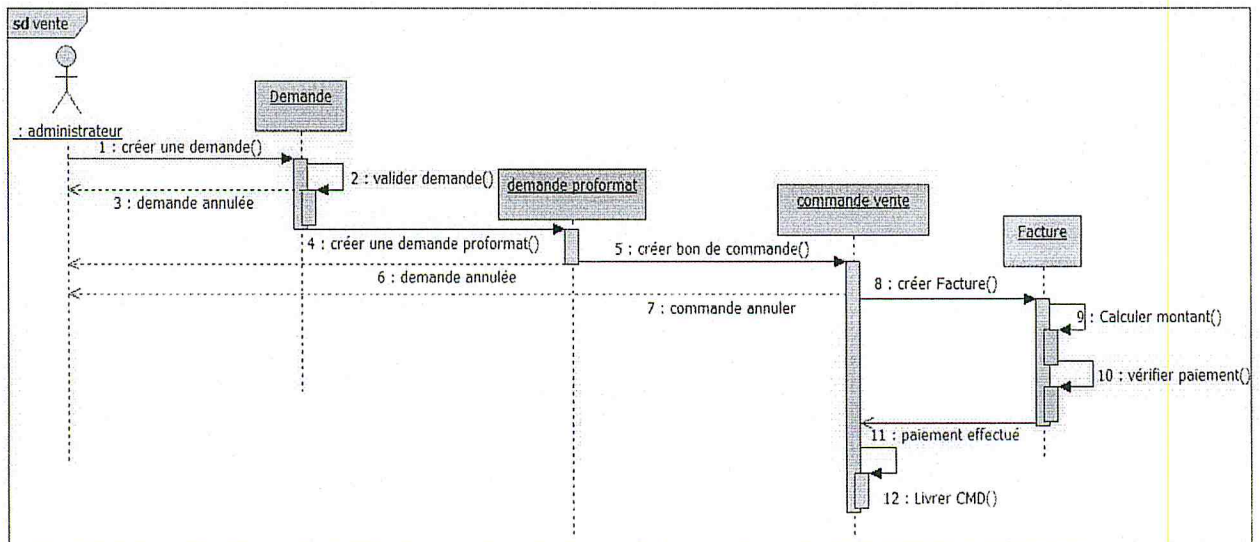 sd vente
: administrateur
Demande
1 : créer une demande()
2 : valider demande()
3 : demande annulée
demande proformat
4 : créer une demande proformat()
commande vente
5 : créer bon de commande()
6 : demande annulée
Facture
7 : commande annuler
8 : créer Facture()
9 : Calculer montant()
10 : vérifier paiement()
11 : paiement effectué
12 : Livrer CMD()